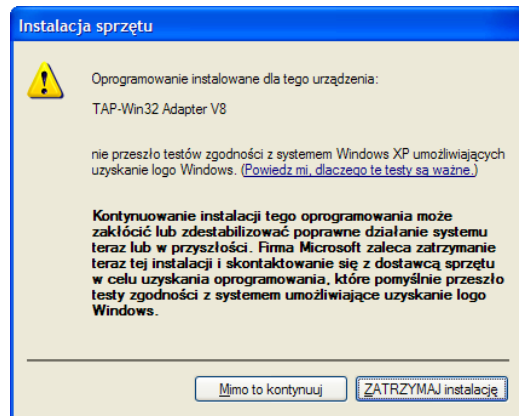 Instalacja sprzętu
Oprogramowanie instalowane dla tego urządzenia:
TAP-Win32 Adapter V8
nie przeszło testów zgodności z systemem Windows XP umożliwiających
uzyskanie logo Windows. (Powiedz mi, dlaczego te testy są ważne.)
Kontynuowanie instalacji tego oprogramowania może
zakłócić lub zdestabilizować poprawne działanie systemu
teraz lub w przyszłości. Firma Microsoft zaleca zatrzymanie
teraz tej instalacji i skontaktowanie się z dostawcą sprzętu
w celu uzyskania oprogramowania, które pomyślnie przeszło
testy zgodności z systemem umożliwiające uzyskanie logo
Windows.
Mimo to kontynuuj ZATRZYMAJ instalację